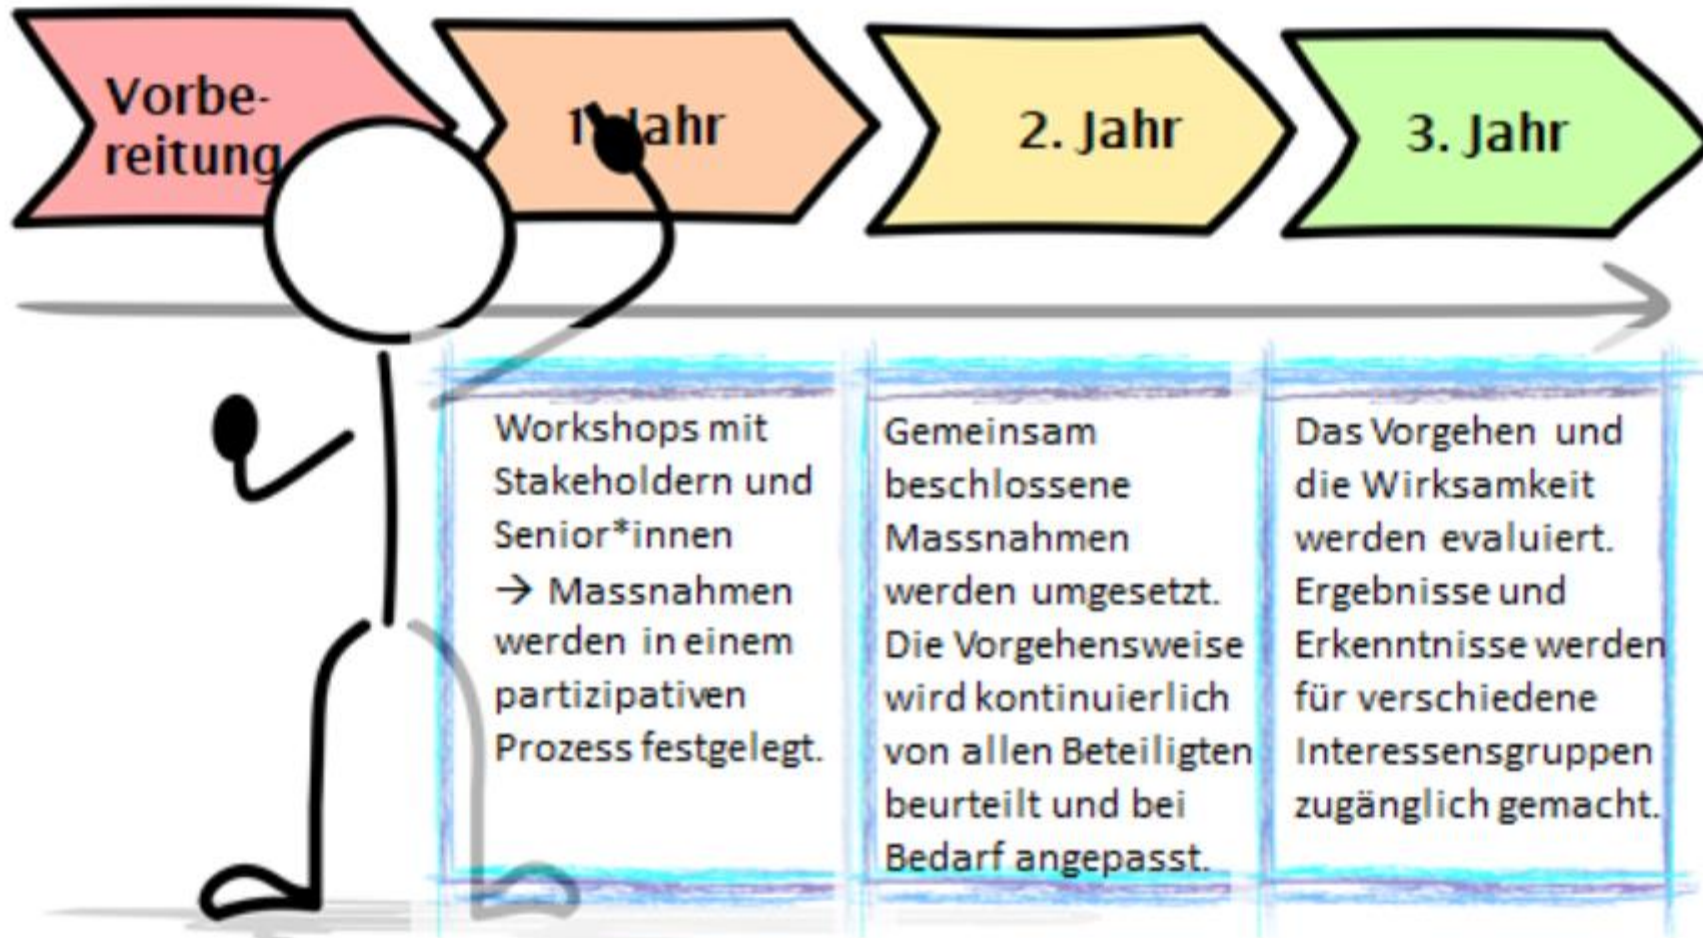 Vorbe-
reitung
1. Jahr
2. Jahr
3. Jahr
Workshops mit
Stakeholdern und
Senior*innen
→ Massnahmen
werden in einem
partizipativen
Prozess festgelegt.
Gemeinsam
beschlossene
Massnahmen
werden umgesetzt.
Die Vorgehensweise
wird kontinuierlich
von allen Beteiligten
beurteilt und bei
Bedarf angepasst.
Das Vorgehen und
die Wirksamkeit
werden evaluiert.
Ergebnisse und
Erkenntnisse werden
für verschiedene
Interessensgruppen
zugänglich gemacht.